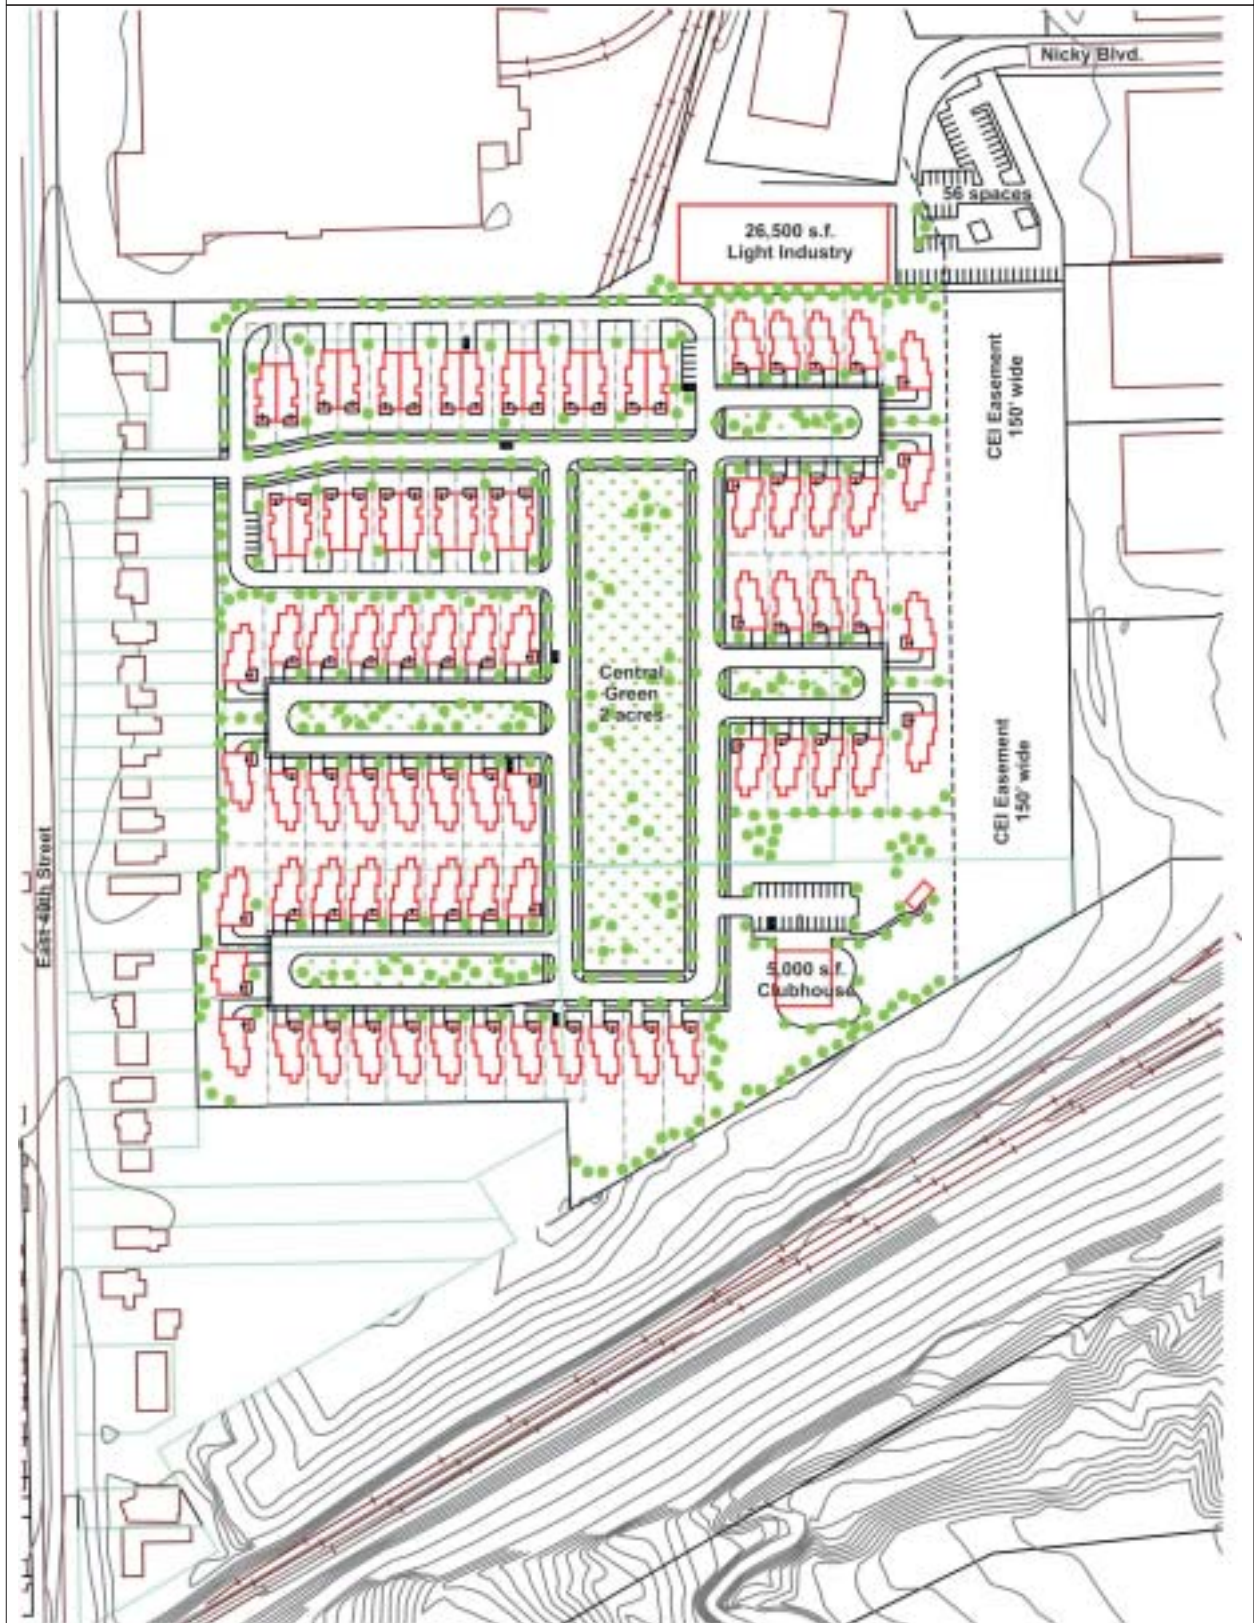 Nicky Blvd.
56 spaces
26,500 s.f.
Light Industry
CEI Easement
150' wide
Central
Green
2 acres
CEI Easement
150' wide
East 49th Street
5,000 s.f.
Clubhouse